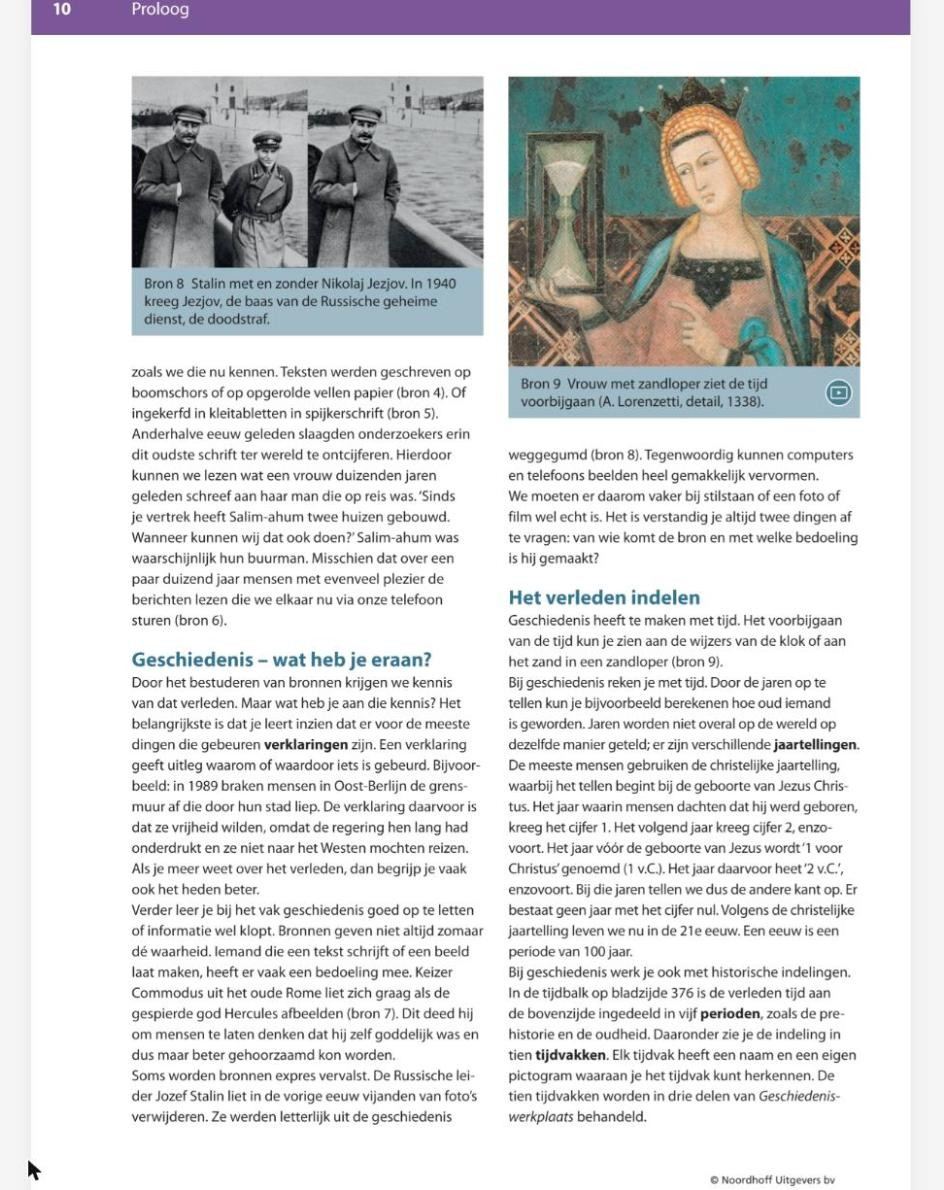 10 Proloog
Bron 8 Stalin met en zonder Nikolaj Jezjov. In 1940
kreeg Jezjov, de baas van de Russische geheime
dienst, de doodstraf.
zoals we die nu kennen. Teksten werden geschreven op
boomschors of op opgerolde vellen papier (bron 4). Of
ingekerfd in kleitabletten in spijkerschrift (bron 5).
Anderhalve eeuw geleden slaagden onderzoekers erin
dit oudste schrift ter wereld te ontcijferen. Hierdoor
kunnen we lezen wat een vrouw duizenden jaren
geleden schreef aan haar man die op reis was. ‘Sinds
je vertrek heeft Salim-ahum twee huizen gebouwd.
Wanneer kunnen wij dat ook doen?’ Salim-ahum was
waarschijnlijk hun buurman. Misschien dat over een
paar duizend jaar mensen met evenveel plezier de
berichten lezen die we elkaar nu via onze telefoon
sturen (bron 6).
Geschiedenis – wat heb je eraan?
Door het bestuderen van bronnen krijgen we kennis
van dat verleden. Maar wat heb je aan die kennis? Het
belangrijkste is dat je leert inzien dat er voor de meeste
dingen die gebeuren verklaringen zijn. Een verklaring
geeft uitleg waarom of waardoor iets is gebeurd. Bijvoor-
beeld: in 1989 braken mensen in Oost-Berlijn de grens-
muur af die door hun stad liep. De verklaring daarvoor is
dat ze vrijheid wilden, omdat de regering hen lang had
onderdrukt en ze niet naar het Westen mochten reizen.
Als je meer weet over het verleden, dan begrijp je vaak
ook het heden beter.
Verder leer je bij het vak geschiedenis goed op te letten
of informatie wel klopt. Bronnen geven niet altijd zomaar
dé waarheid. Iemand die een tekst schrijft of een beeld
laat maken, heeft er vaak een bedoeling mee. Keizer
Commodus uit het oude Rome liet zich graag als de
gespierde god Hercules afbeelden (bron 7). Dit deed hij
om mensen te laten denken dat hij zelf goddelijk was en
dus maar beter gehoorzaamd kon worden.
Soms worden bronnen expres vervalst. De Russische lei-
der Jozef Stalin liet in de vorige eeuw vijanden van foto’s
verwijderen. Ze werden letterlijk uit de geschiedenis
Bron 9 Vrouw met zandloper ziet de tijd
voorbijgaan (A. Lorenzetti, detail, 1338).
weggegumd (bron 8). Tegenwoordig kunnen computers
en telefoons beelden heel gemakkelijk vervormen.
We moeten er daarom vaker bij stilstaan of een foto of
film wel echt is. Het is verstandig je altijd twee dingen af
te vragen: van wie komt de bron en met welke bedoeling
is hij gemaakt?
Het verleden indelen
Geschiedenis heeft te maken met tijd. Het voorbijgaan
van de tijd kun je zien aan de wijzers van de klok of aan
het zand in een zandloper (bron 9).
Bij geschiedenis reken je met tijd. Door de jaren op te
tellen kun je bijvoorbeeld berekenen hoe oud iemand
is geworden. Jaren worden niet overal op de wereld op
dezelfde manier geteld; er zijn verschillende jaartellingen.
De meeste mensen gebruiken de christelijke jaartelling,
waarbij het tellen begint bij de geboorte van Jezus Chris-
tus. Het jaar waarin mensen dachten dat hij werd geboren,
kreeg het cijfer 1. Het volgend jaar kreeg cijfer 2, enzo-
voort. Het jaar vóór de geboorte van Jezus wordt ‘1 voor
Christus’ genoemd (1 v.C.). Het jaar daarvoor heet ‘2 v.C.’,
enzovoort. Bij die jaren tellen we dus de andere kant op. Er
bestaat geen jaar met het cijfer nul. Volgens de christelijke
jaartelling leven we nu in de 21e eeuw. Een eeuw is een
periode van 100 jaar.
Bij geschiedenis werk je ook met historische indelingen.
In de tijdbalk op bladzijde 376 is de verleden tijd aan
de bovenzijde ingedeeld in vijf perioden, zoals de pre-
historie en de oudheid. Daaronder zie je de indeling in
tien tijdvakken. Elk tijdvak heeft een naam en een eigen
pictogram waaraan je het tijdvak kunt herkennen. De
tien tijdvakken worden in drie delen van Geschiedenis-
werkplaats behandeld.
© Noordhoff Uitgevers bv